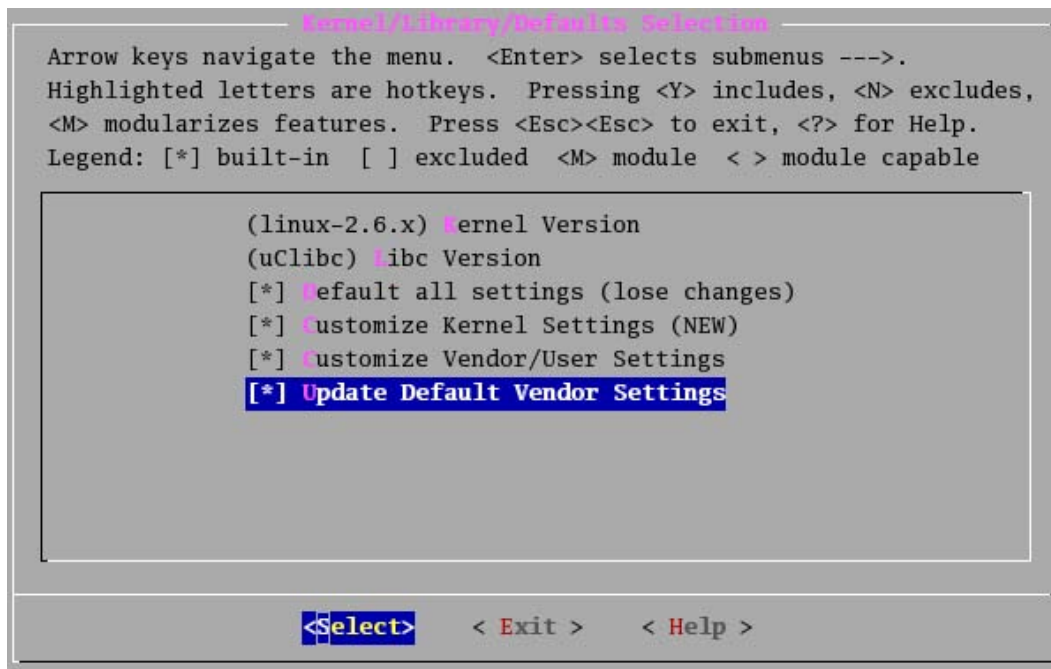 Kernel/Library/Defaults Selection
Arrow keys navigate the menu.  <Enter> selects submenus --->.
Highlighted letters are hotkeys.  Pressing <Y> includes, <N> excludes,
<M> modularizes features.  Press <Esc><Esc> to exit, <?> for Help.
Legend: [*] built-in  [ ] excluded  <M> module  < > module capable
(linux-2.6.x) Kernel Version
(uClibc) Libc Version
[*] Default all settings (lose changes)
[*] Customize Kernel Settings (NEW)
[*] Customize Vendor/User Settings
[*] Update Default Vendor Settings
<Select>    < Exit >    < Help >